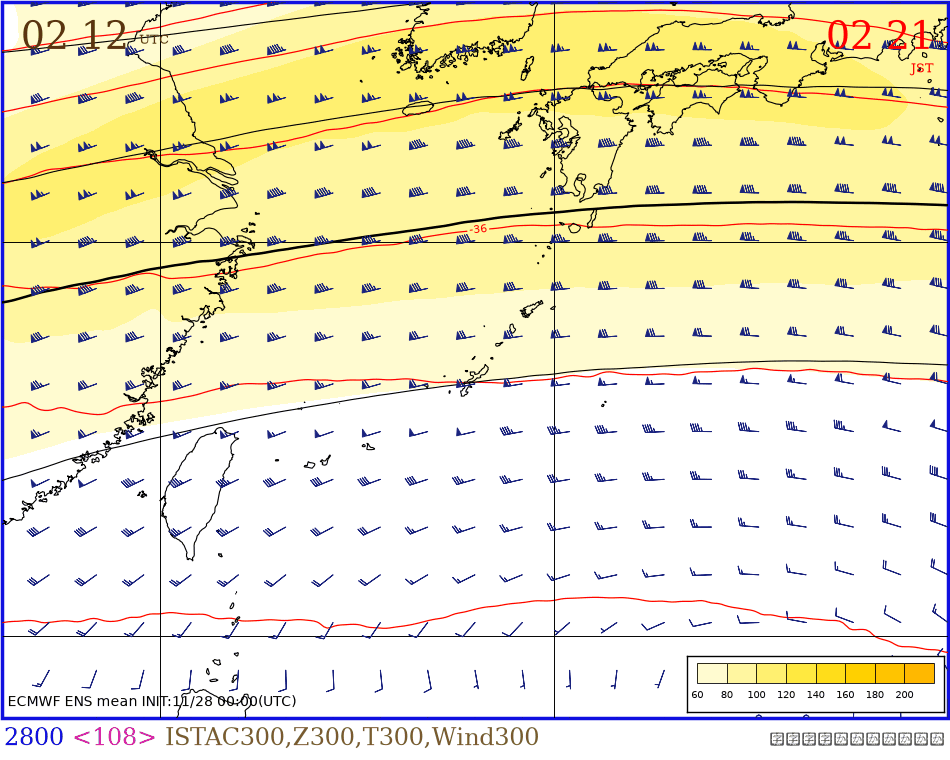 02 12 UTC
02 21
JST
-36
60 80 100 120 140 160 180 200
ECMWF ENS mean INIT:11/28 00:00(UTC)
2800 <108> ISTAC300,Z300,T300,Wind300